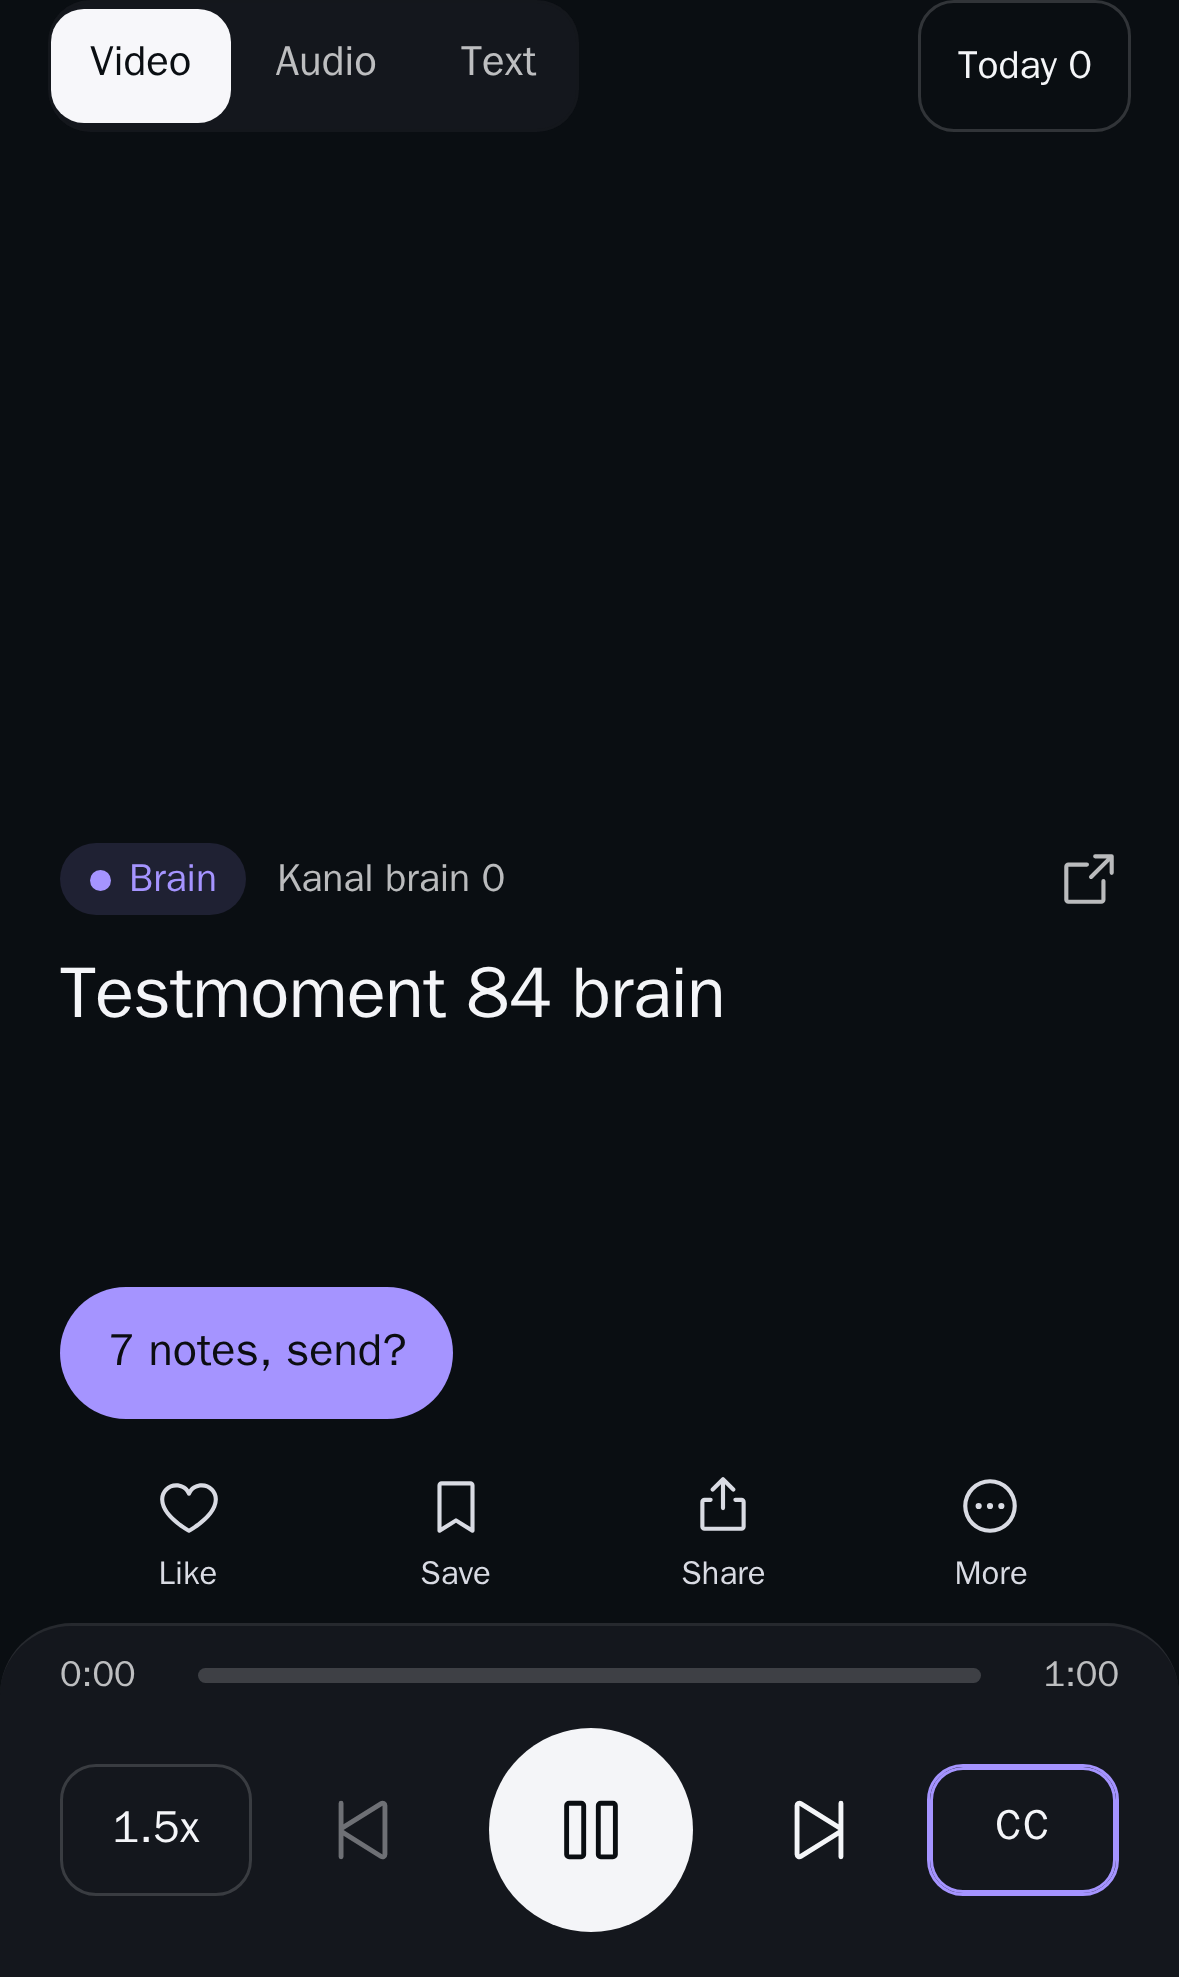 Video Audio Text Today 0
Brain Kanal brain 0
Testmoment 84 brain
7 notes, send?
Like Save Share More
0:00 1:00
1.5x CC